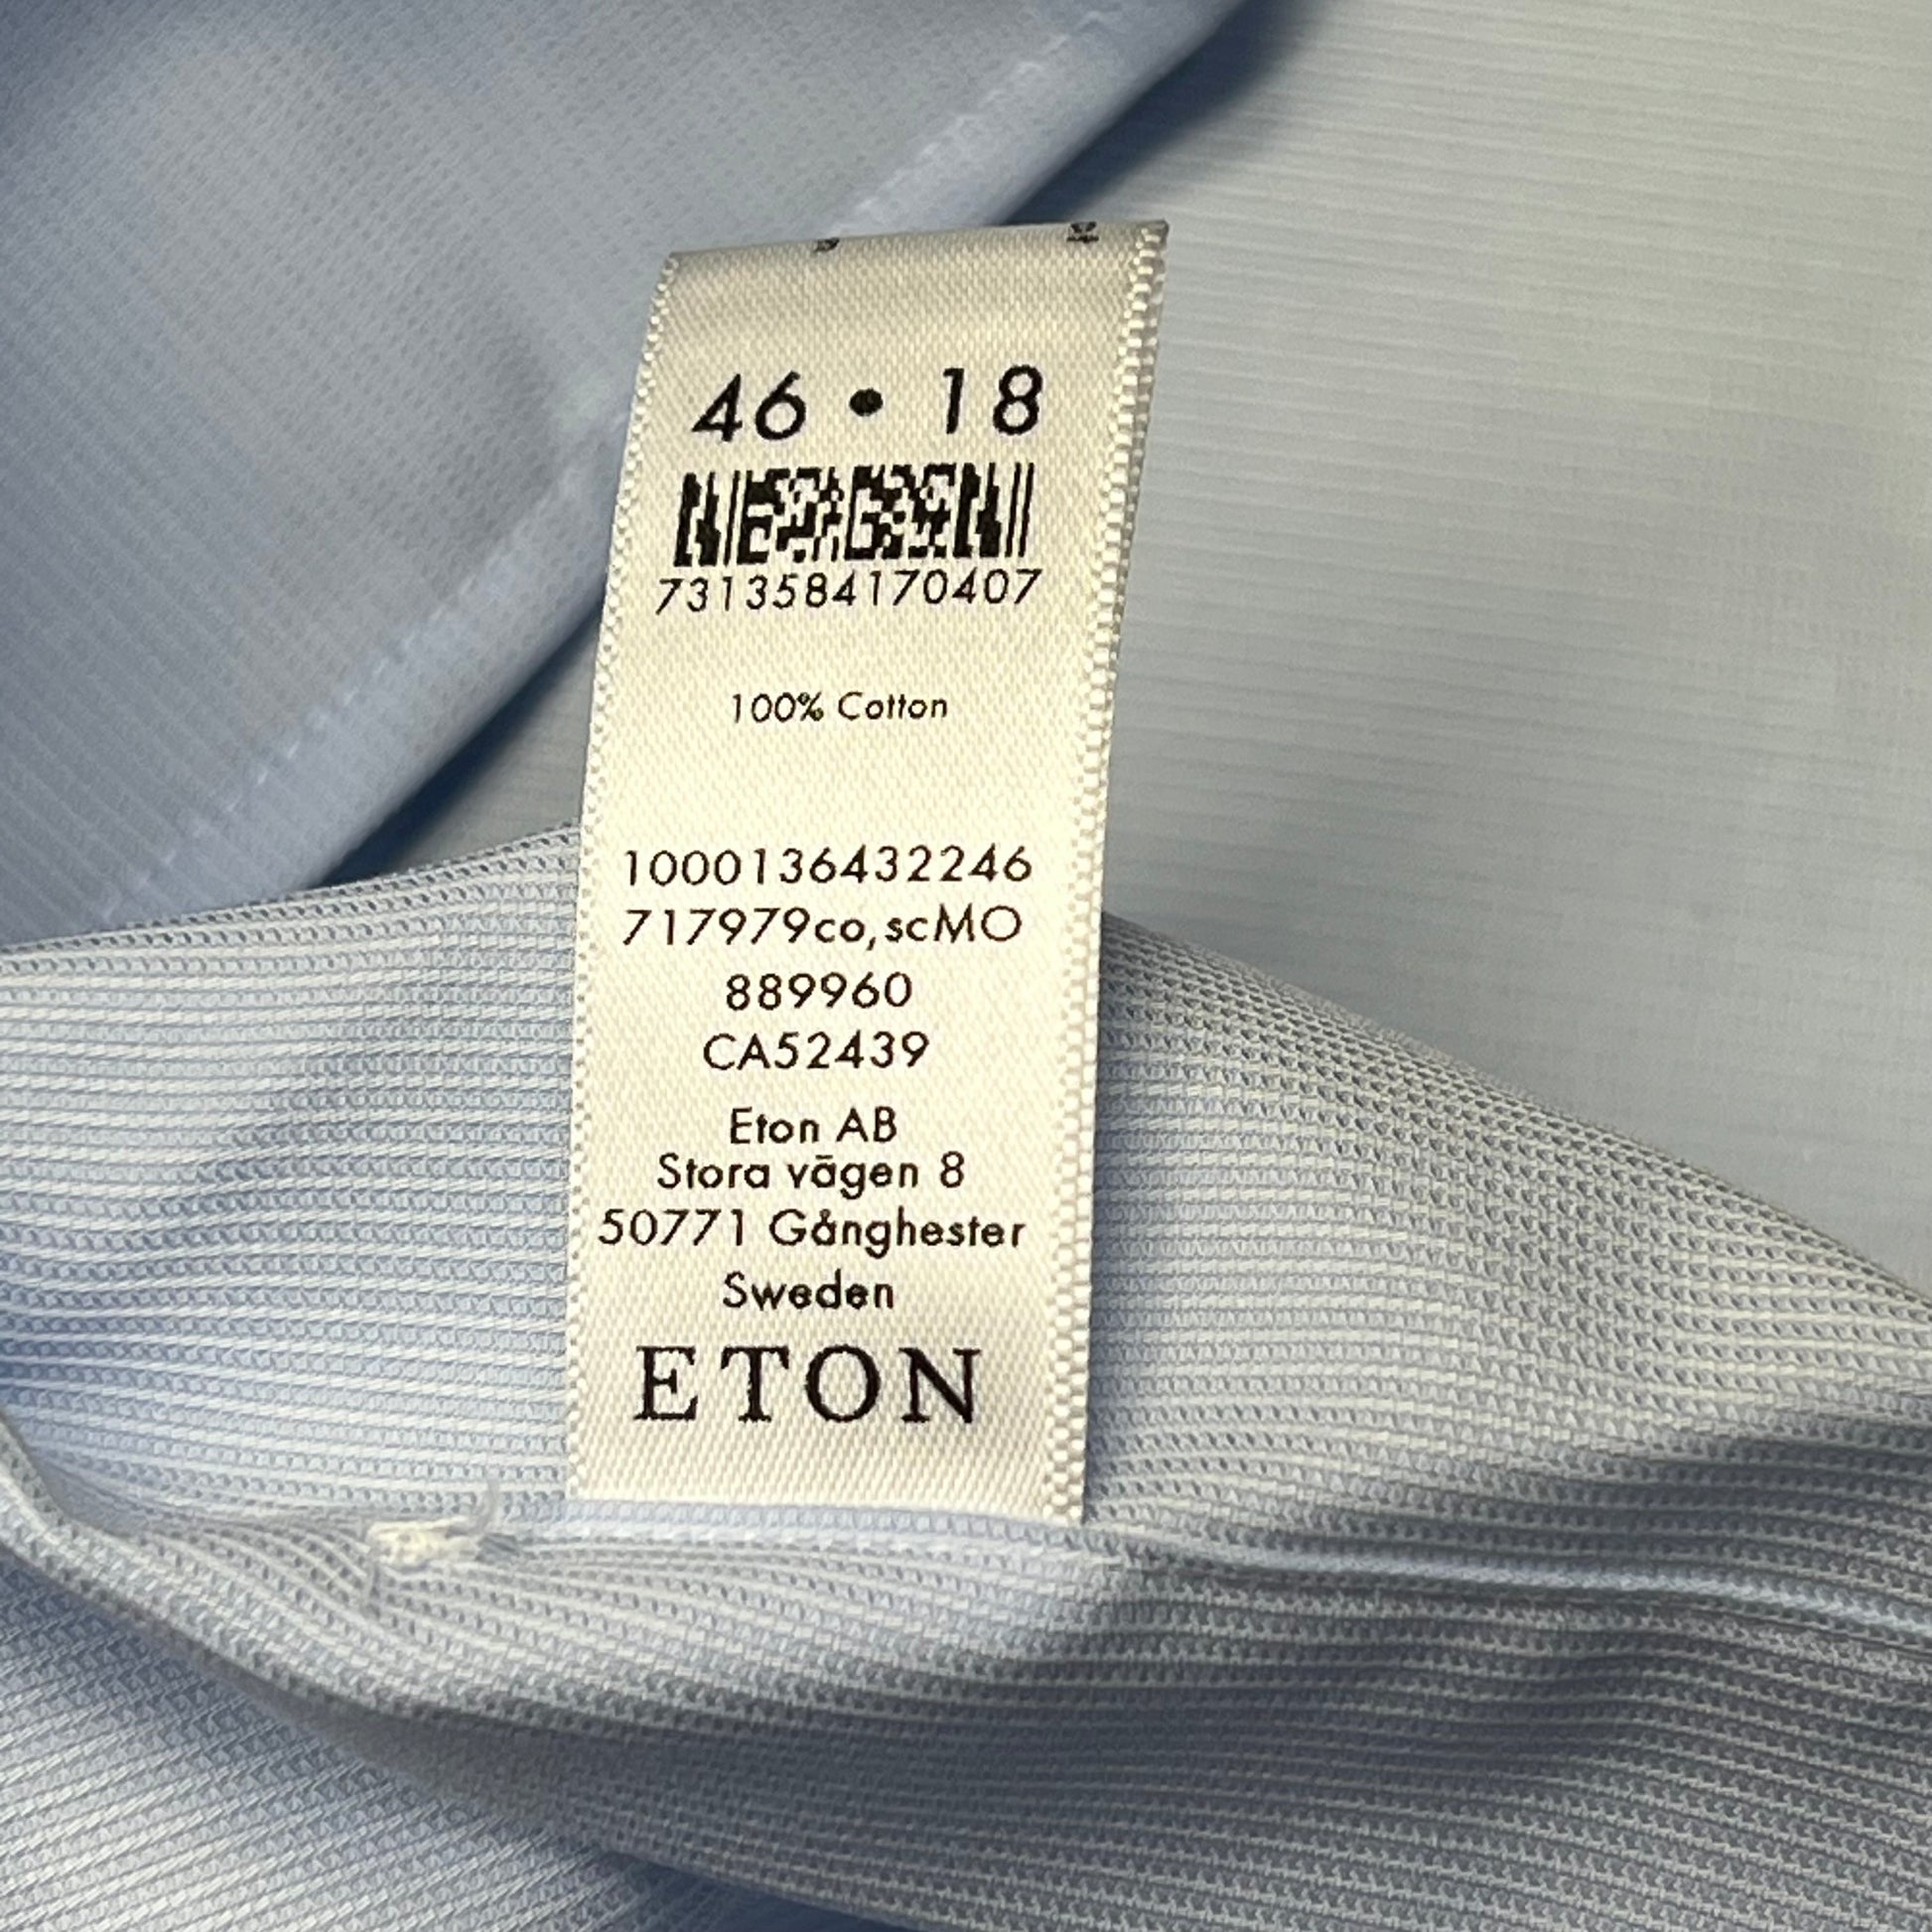 46 • 18
7313584170407
100% Cotton
1000136432246
717979co,scMO
889960
CA52439
Eton AB
Stora vägen 8
50771 Gånghester
Sweden
ETON